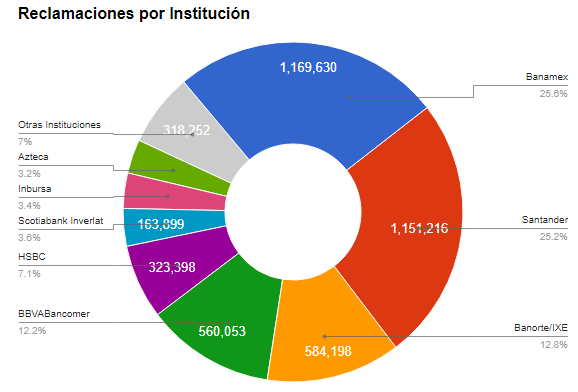 Reclamaciones por Institución
1,169,630
Banamex
25.6%
Otras Instituciones
7%
318,252
Azteca
3.2%
Inbursa
3.4%
Scotiabank Inverlat
3.6%
163,899
Santander
25.2%
1,151,216
HSBC
7.1%
323,398
BBVABancomer
12.2%
560,053
Banorte/IXE
12.8%
584,198